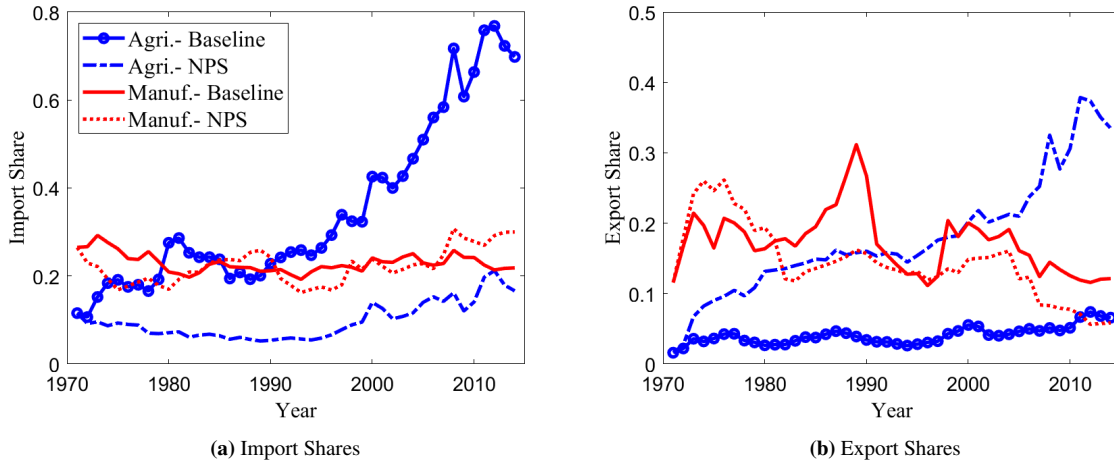 0.8
0.6
0.4
0.2
0
Import Share
Agri.- Baseline
Agri.- NPS
Manuf.- Baseline
Manuf.- NPS
1970 1980 1990 2000 2010
Year
(a) Import Shares
0.5
0.4
0.3
0.2
0.1
0
Export Share
1970 1980 1990 2000 2010
Year
(b) Export Shares